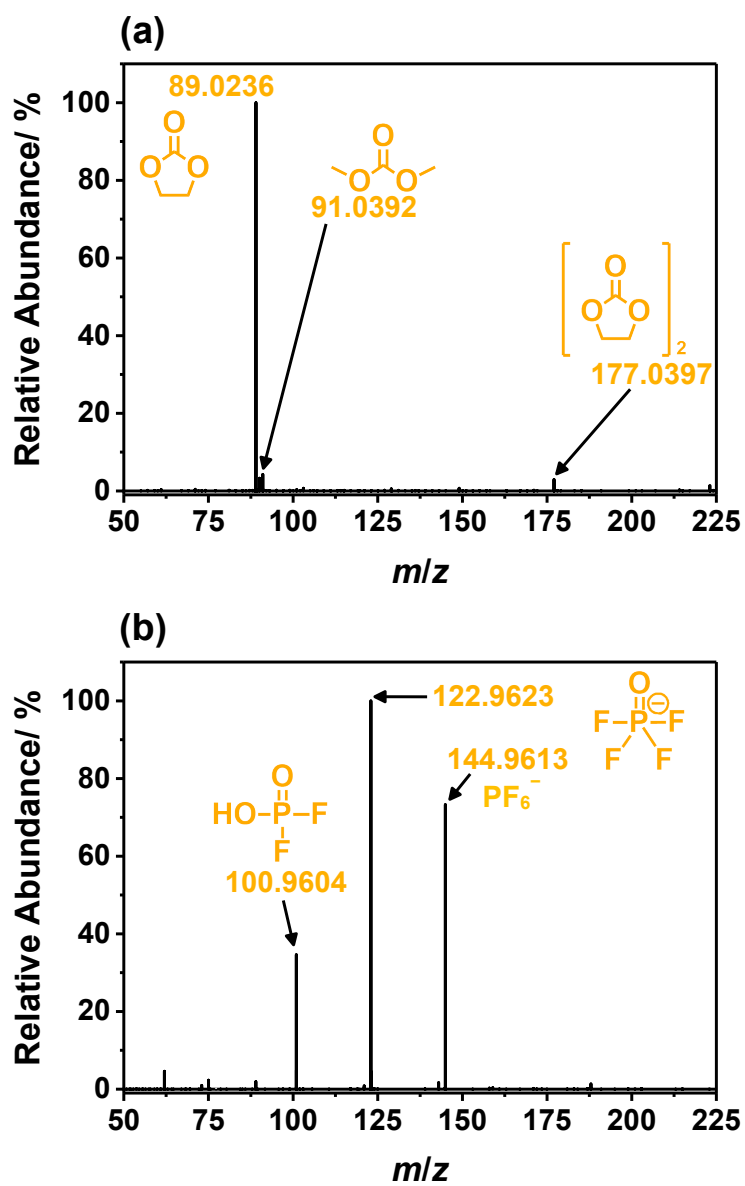 (a)
89.0236
100
O
O
O
O
O
O
91.0392
80
60
O
O
O
2
177.0397
40
20
0
50
75
100
125
150
175
200
225
Relative Abundance/ %
m/z
(b)
100
122.9623
O
F
P
F
F
F
144.9613
PF6−
80
O
HO
P
F
F
100.9604
60
40
20
0
50
75
100
125
150
175
200
225
Relative Abundance/ %
m/z